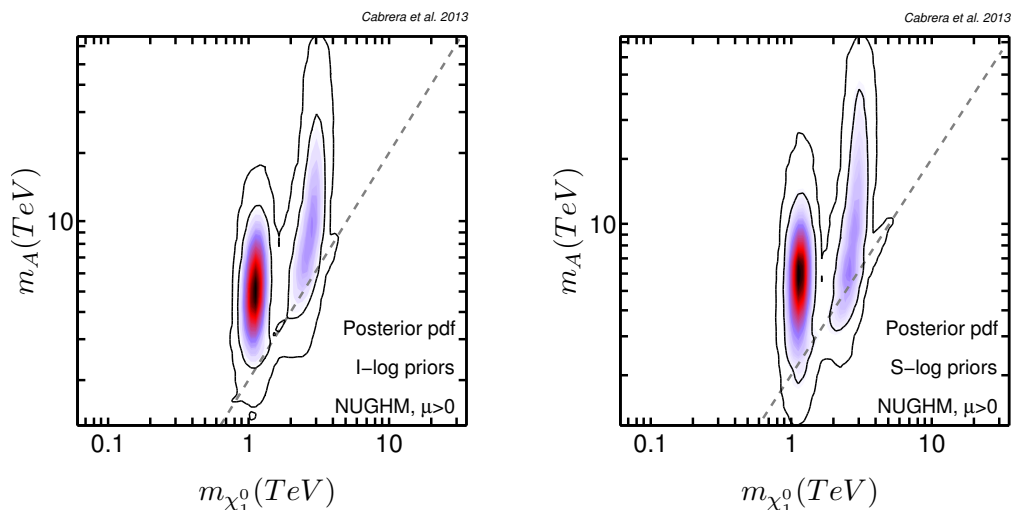 Cabrera et al. 2013
m_A(TeV)
10
Posterior pdf
I−log priors
NUGHM, μ>0
0.1 1 10
m_{χ_1^0}(TeV)
Cabrera et al. 2013
m_A(TeV)
10
Posterior pdf
S−log priors
NUGHM, μ>0
0.1 1 10
m_{χ_1^0}(TeV)